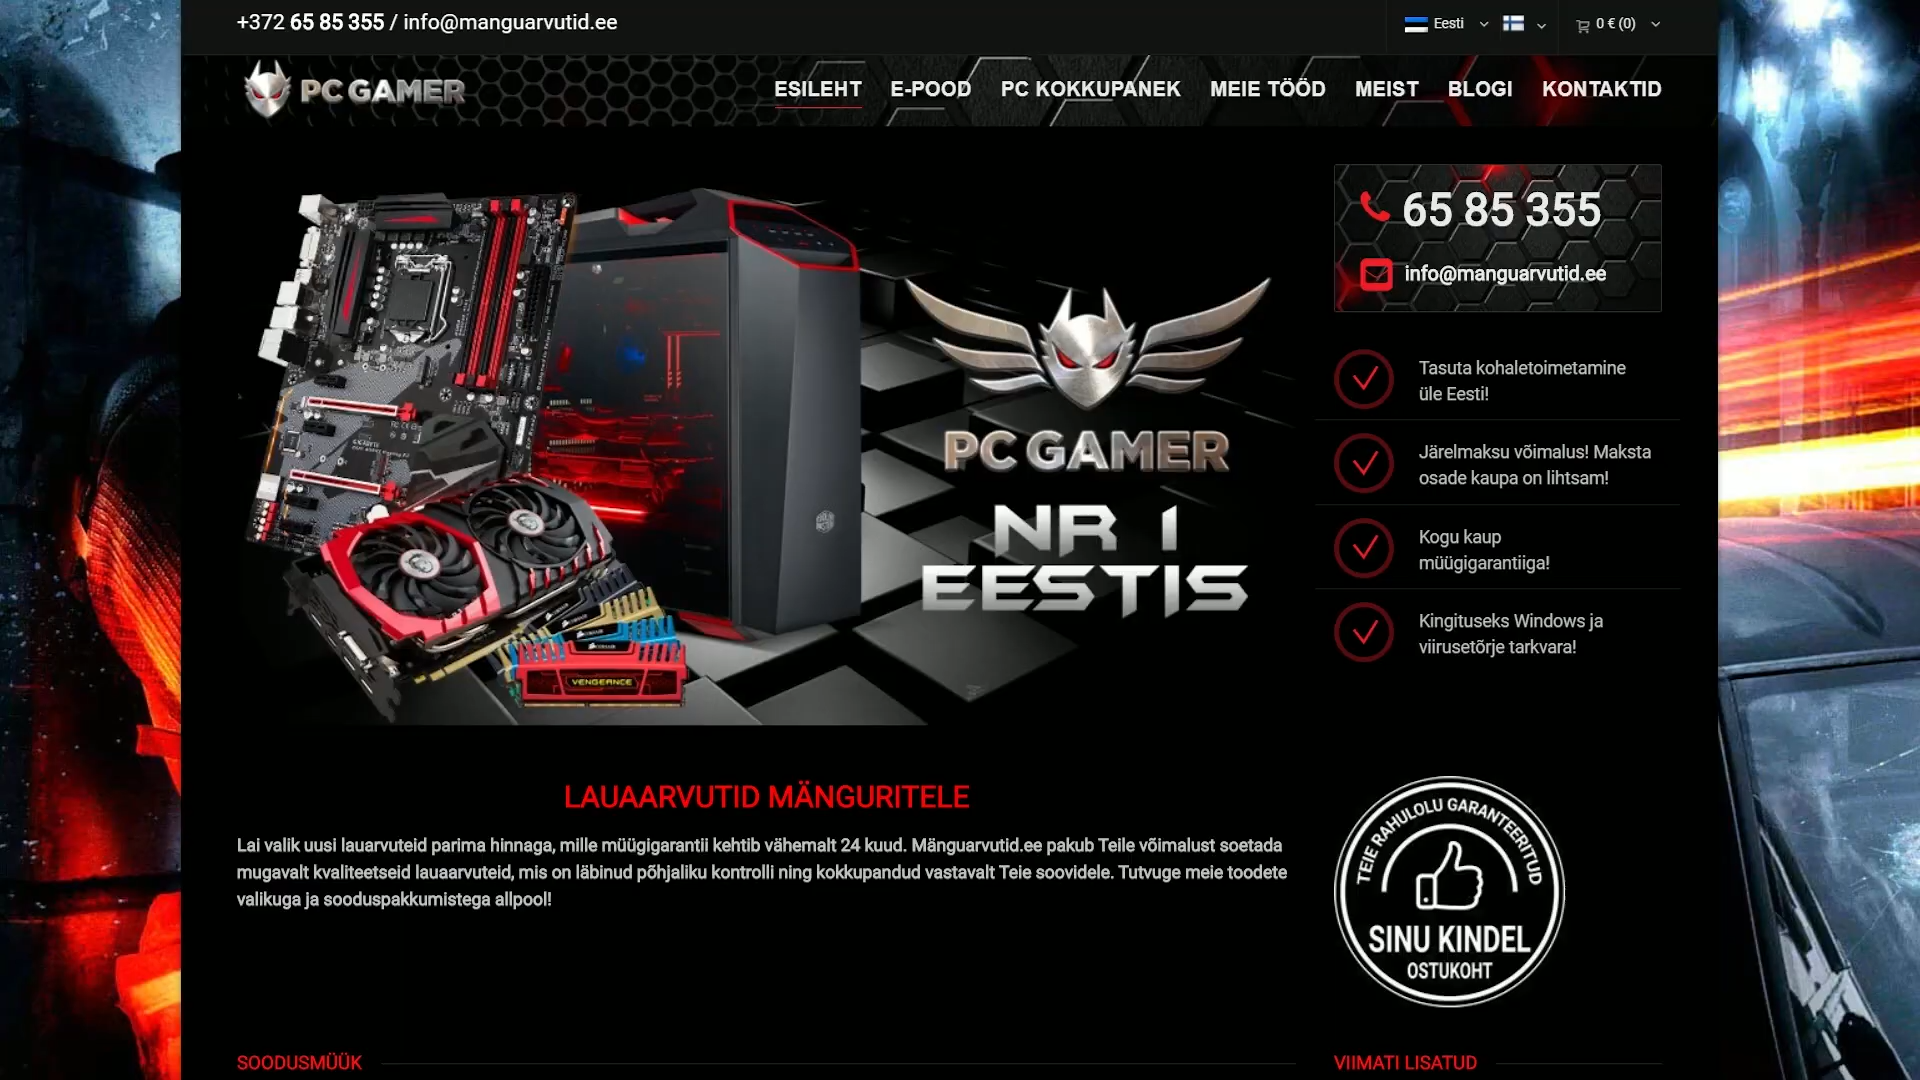 +372 65 85 355 / info@manguarvutid.ee
Eesti
0 € (0)
PC GAMER
ESILEHT
E-POOD
PC KOKKUPANEK
MEIE TÖÖD
MEIST
BLOGI
KONTAKTID
65 85 355
info@manguarvutid.ee
PC GAMER
NR 1
EESTIS
VENGEANCE
Tasuta kohaletoimetamine
üle Eesti!
Järelmaksu võimalus! Maksta
osade kaupa on lihtsam!
Kogu kaup
müügigarantiiga!
Kingituseks Windows ja
viirusetõrje tarkvara!
LAUAARVUTID MÄNGURITELE
Lai valik uusi lauarvuteid parima hinnaga, mille müügigarantii kehtib vähemalt 24 kuud. Mänguarvutid.ee pakub Teile võimalust soetada
mugavalt kvaliteetseid lauaarvuteid, mis on läbinud põhjaliku kontrolli ning kokkupandud vastavalt Teie soovidele. Tutvuge meie toodete
valikuga ja sooduspakkumistega allpool!
TEIE RAHULOLU GARANTEERITUD
SINU KINDEL
OSTUKOHT
SOODUSMÜÜK
VIIMATI LISATUD